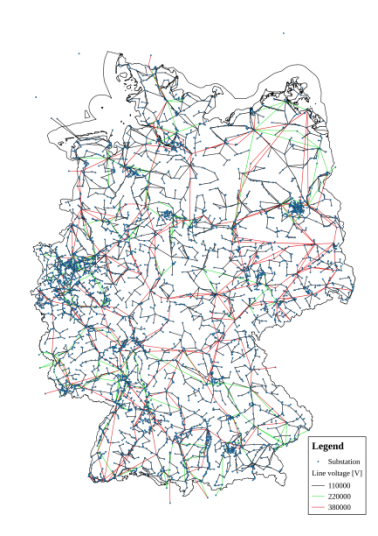 Legend
Substation
Line voltage [V]
110000
220000
380000